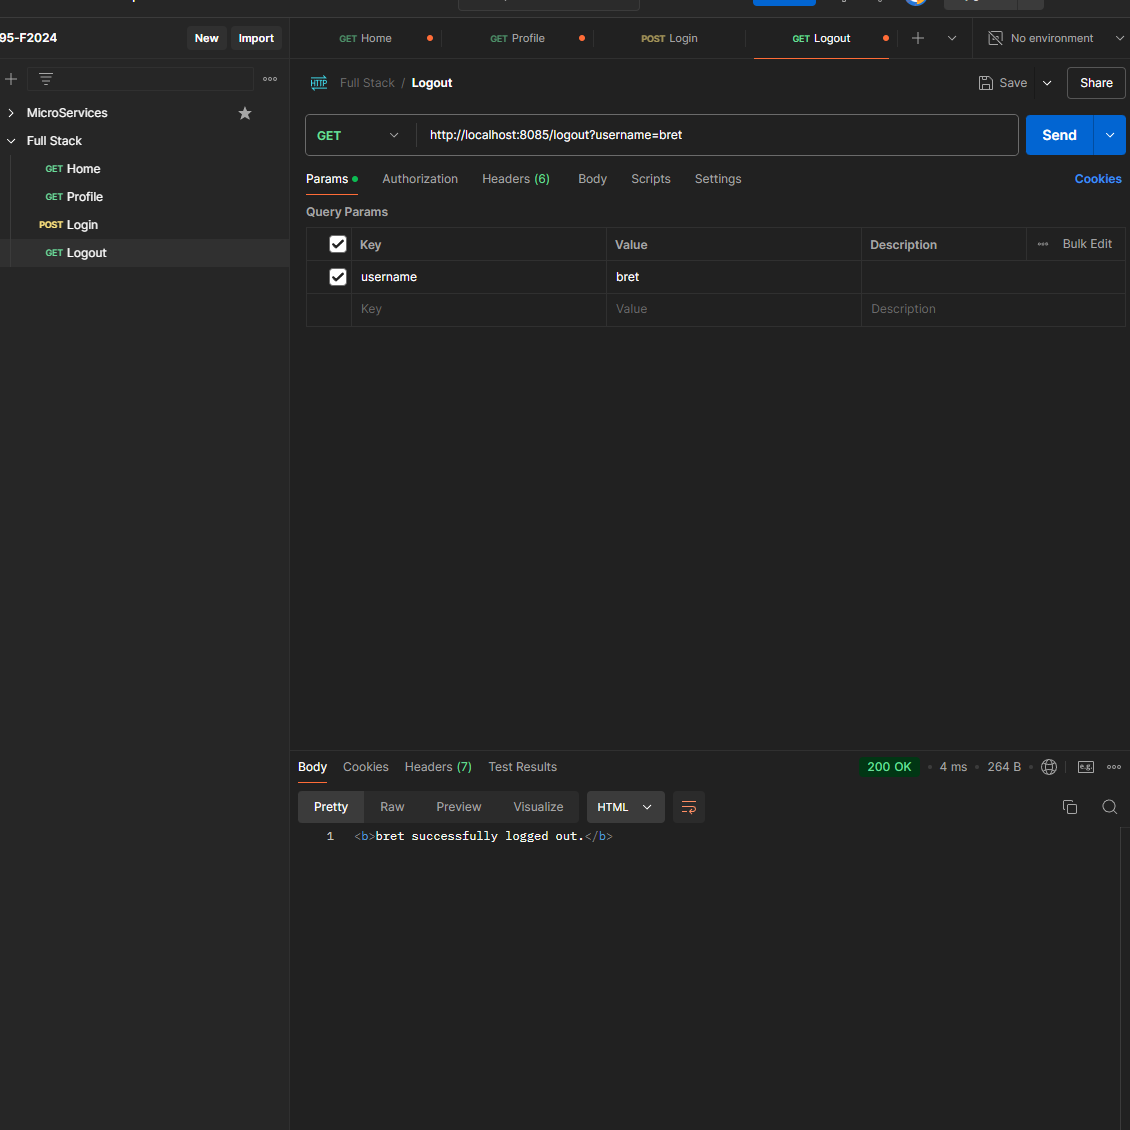 95-F2024
New
Import
GET Home
GET Profile
POST Login
GET Logout
No environment
MicroServices
Full Stack
GET Home
GET Profile
POST Login
GET Logout
HTTP
Full Stack / Logout
Save
Share
GET
http://localhost:8085/logout?username=bret
Send
Params
Authorization
Headers (6)
Body
Scripts
Settings
Cookies
Query Params
Key
Value
Description
Bulk Edit
username
bret
Key
Value
Description
Body
Cookies
Headers (7)
Test Results
200 OK
4 ms
264 B
e.g.
Pretty
Raw
Preview
Visualize
HTML
1 <b>bret successfully logged out.</b>